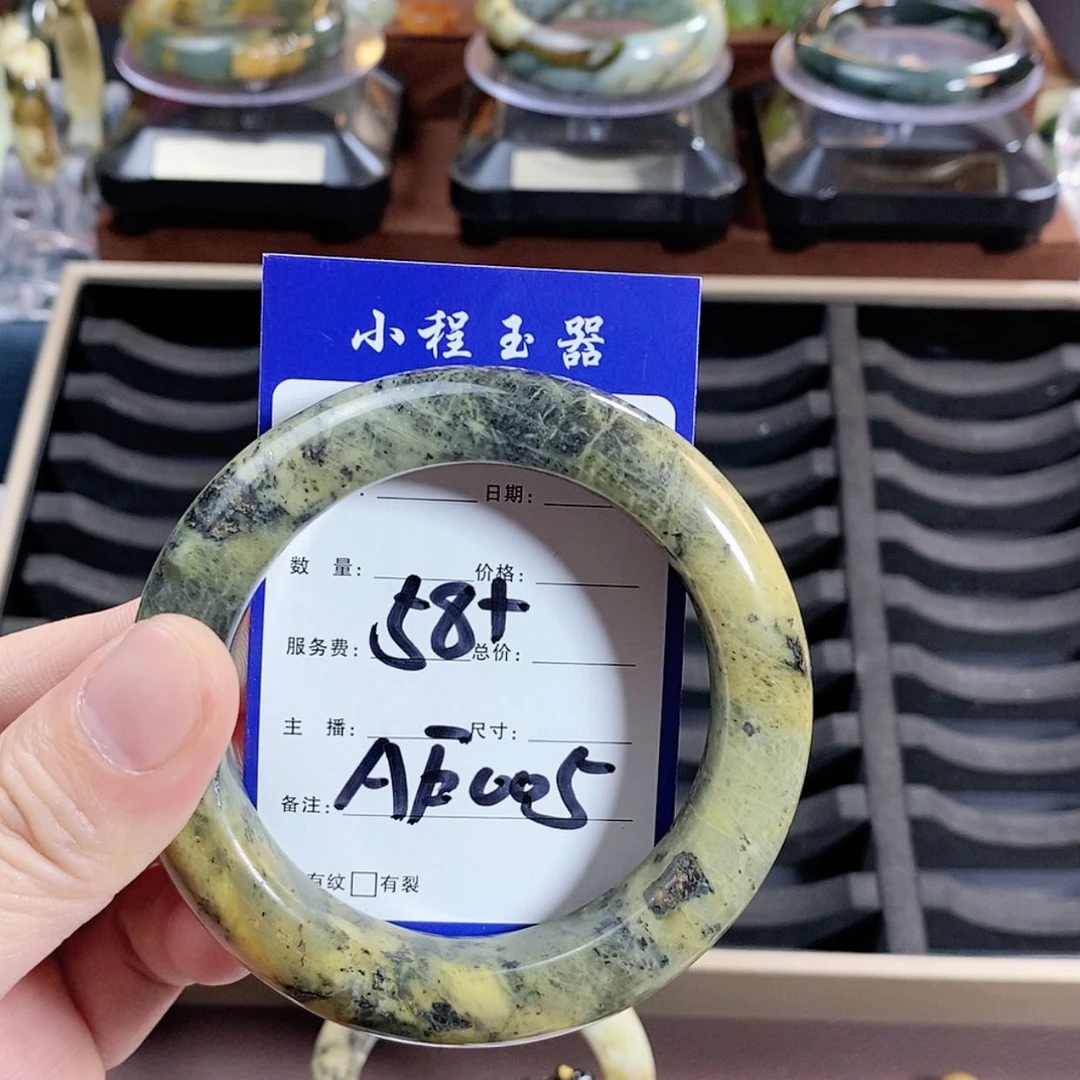 小程玉器
日期:
数 量: 价格:
58+
服务费: 总价:
主 播: 尺寸:
备注:
有纹 □ 有裂